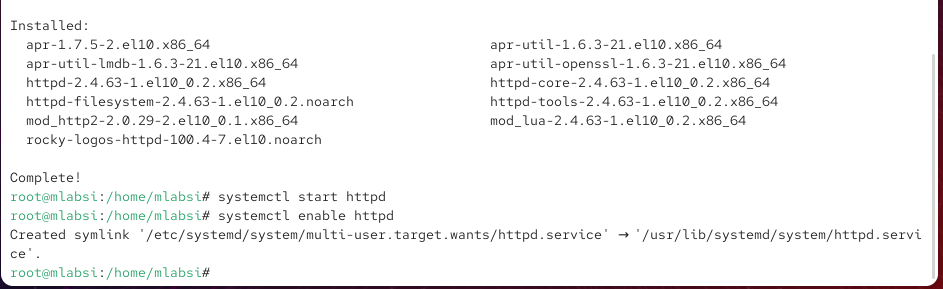 Installed:
  apr-1.7.5-2.el10.x86_64                                   apr-util-1.6.3-21.el10.x86_64
  apr-util-lmdb-1.6.3-21.el10.x86_64                        apr-util-openssl-1.6.3-21.el10.x86_64
  httpd-2.4.63-1.el10_0.2.x86_64                            httpd-core-2.4.63-1.el10_0.2.x86_64
  httpd-filesystem-2.4.63-1.el10_0.2.noarch                 httpd-tools-2.4.63-1.el10_0.2.x86_64
  mod_http2-2.0.29-2.el10_0.1.x86_64                        mod_lua-2.4.63-1.el10_0.2.x86_64
  rocky-logos-httpd-100.4-7.el10.noarch

Complete!
root@mlabsi:/home/mlabsi# systemctl start httpd
root@mlabsi:/home/mlabsi# systemctl enable httpd
Created symlink '/etc/systemd/system/multi-user.target.wants/httpd.service' → '/usr/lib/systemd/system/httpd.servi
ce'.
root@mlabsi:/home/mlabsi#